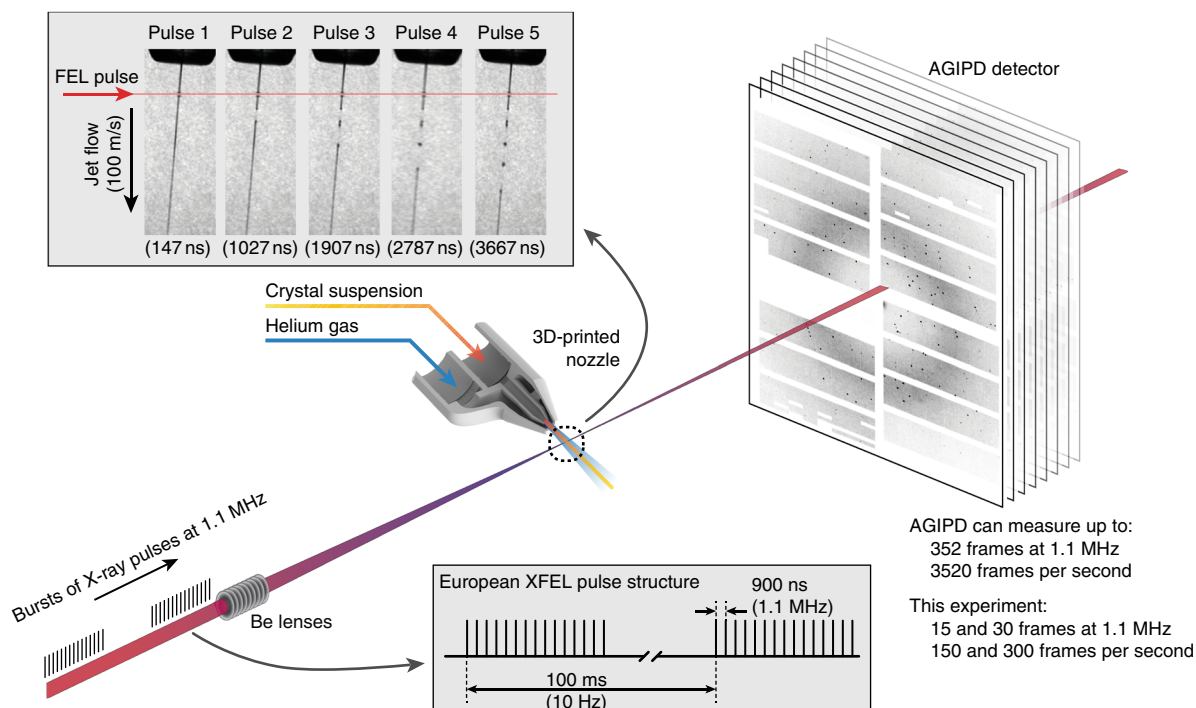 Pulse 1 Pulse 2 Pulse 3 Pulse 4 Pulse 5
FEL pulse
Jet flow
(100 m/s)
(147 ns) (1027 ns) (1907 ns) (2787 ns) (3667 ns)
AGIPD detector
Crystal suspension
Helium gas
3D-printed
nozzle
Bursts of X-ray pulses at 1.1 MHz
Be lenses
European XFEL pulse structure
900 ns
(1.1 MHz)
100 ms
(10 Hz)
AGIPD can measure up to:
352 frames at 1.1 MHz
3520 frames per second
This experiment:
15 and 30 frames at 1.1 MHz
150 and 300 frames per second